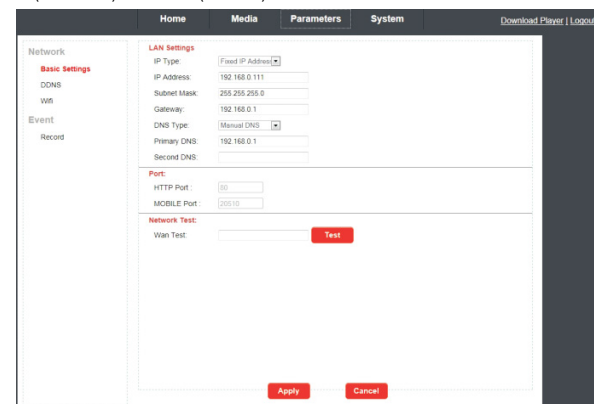 Home Media Parameters System Download Player | Logout
Network
Basic Settings
DDNS
Wifi
Event
Record
LAN Settings
IP Type: Fixed IP Address
IP Address: 192.168.0.111
Subnet Mask: 255.255.255.0
Gateway: 192.168.0.1
DNS Type: Manual DNS
Primary DNS: 192.168.0.1
Second DNS:
Port:
HTTP Port : 80
MOBILE Port : 20510
Network Test:
Wan Test: Test
Apply Cancel